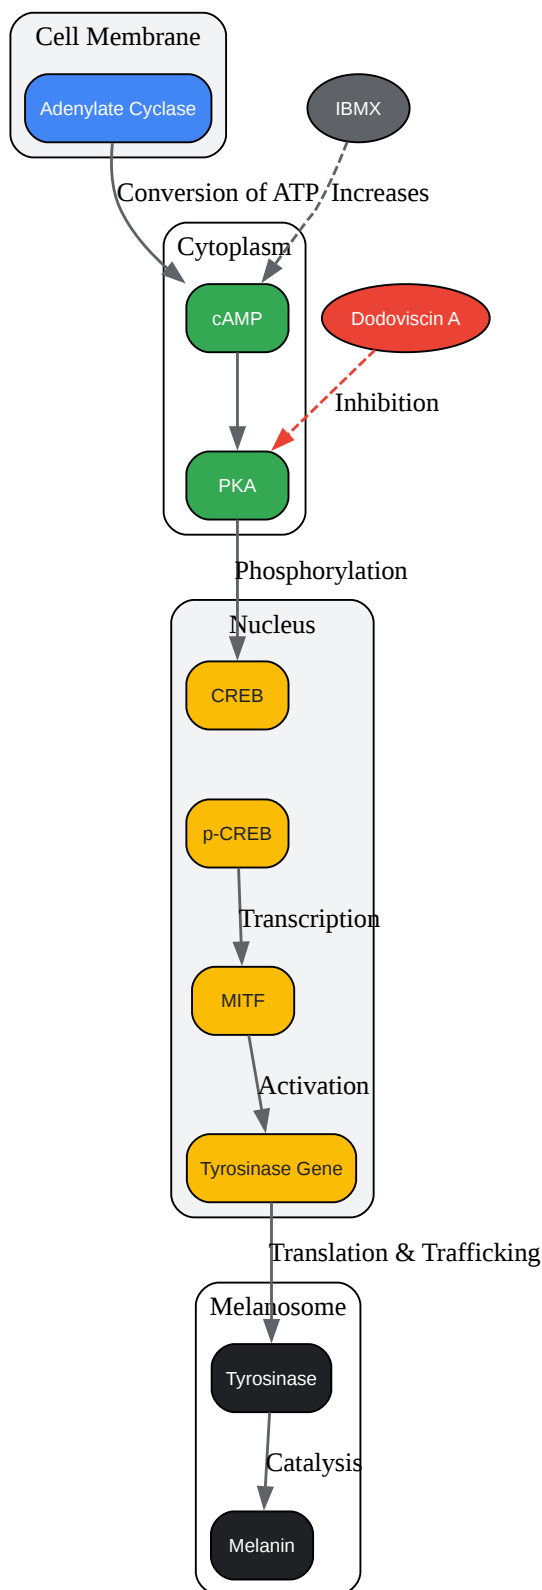 Cell Membrane
Adenylate Cyclase
IBMX
Conversion of ATP
Increases
Cytoplasm
cAMP
Dodoviscin A
Inhibition
PKA
Phosphorylation
Nucleus
CREB
p-CREB
Transcription
MITF
Activation
Tyrosinase Gene
Translation & Trafficking
Melanosome
Tyrosinase
Catalysis
Melanin